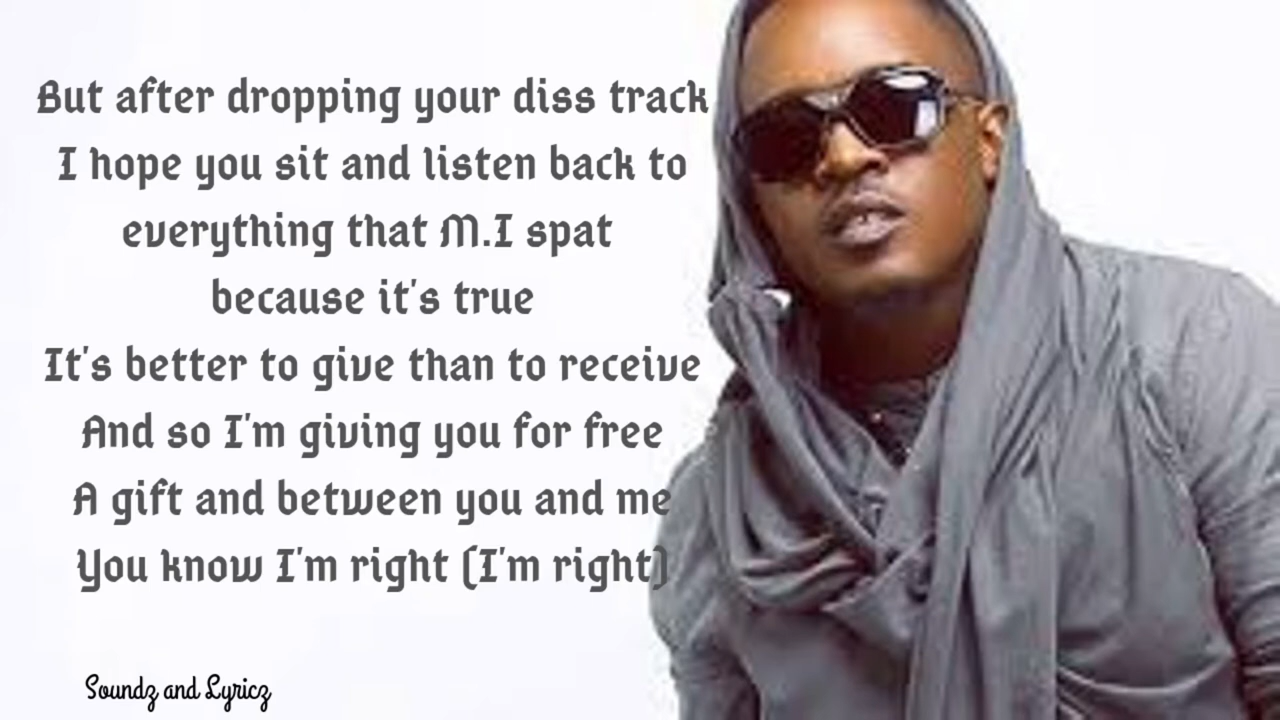 But after dropping your diss track
I hope you sit and listen back to
everything that M.I spat
because it's true
It's better to give than to receive
And so I'm giving you for free
A gift and between you and me
You know I'm right (I'm right)
Soundz and Lyricz